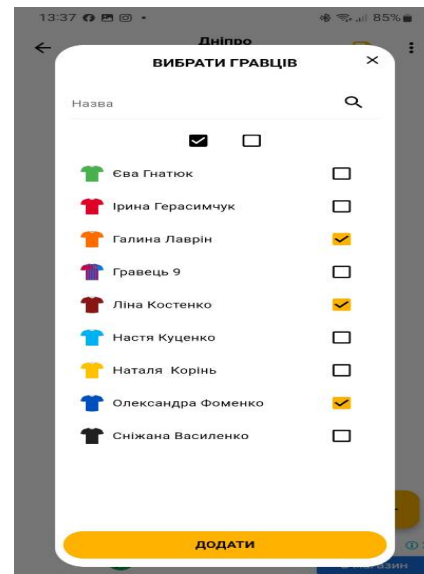 13:37 85%
Дніпро
ВИБРАТИ ГРАВЦІВ
Назва
Єва Гнатюк
Ірина Герасимчук
Галина Лаврін
Гравець 9
Ліна Костенко
Настя Куценко
Наталя Корінь
Олександра Фоменко
Сніжана Василенко
ДОДАТИ